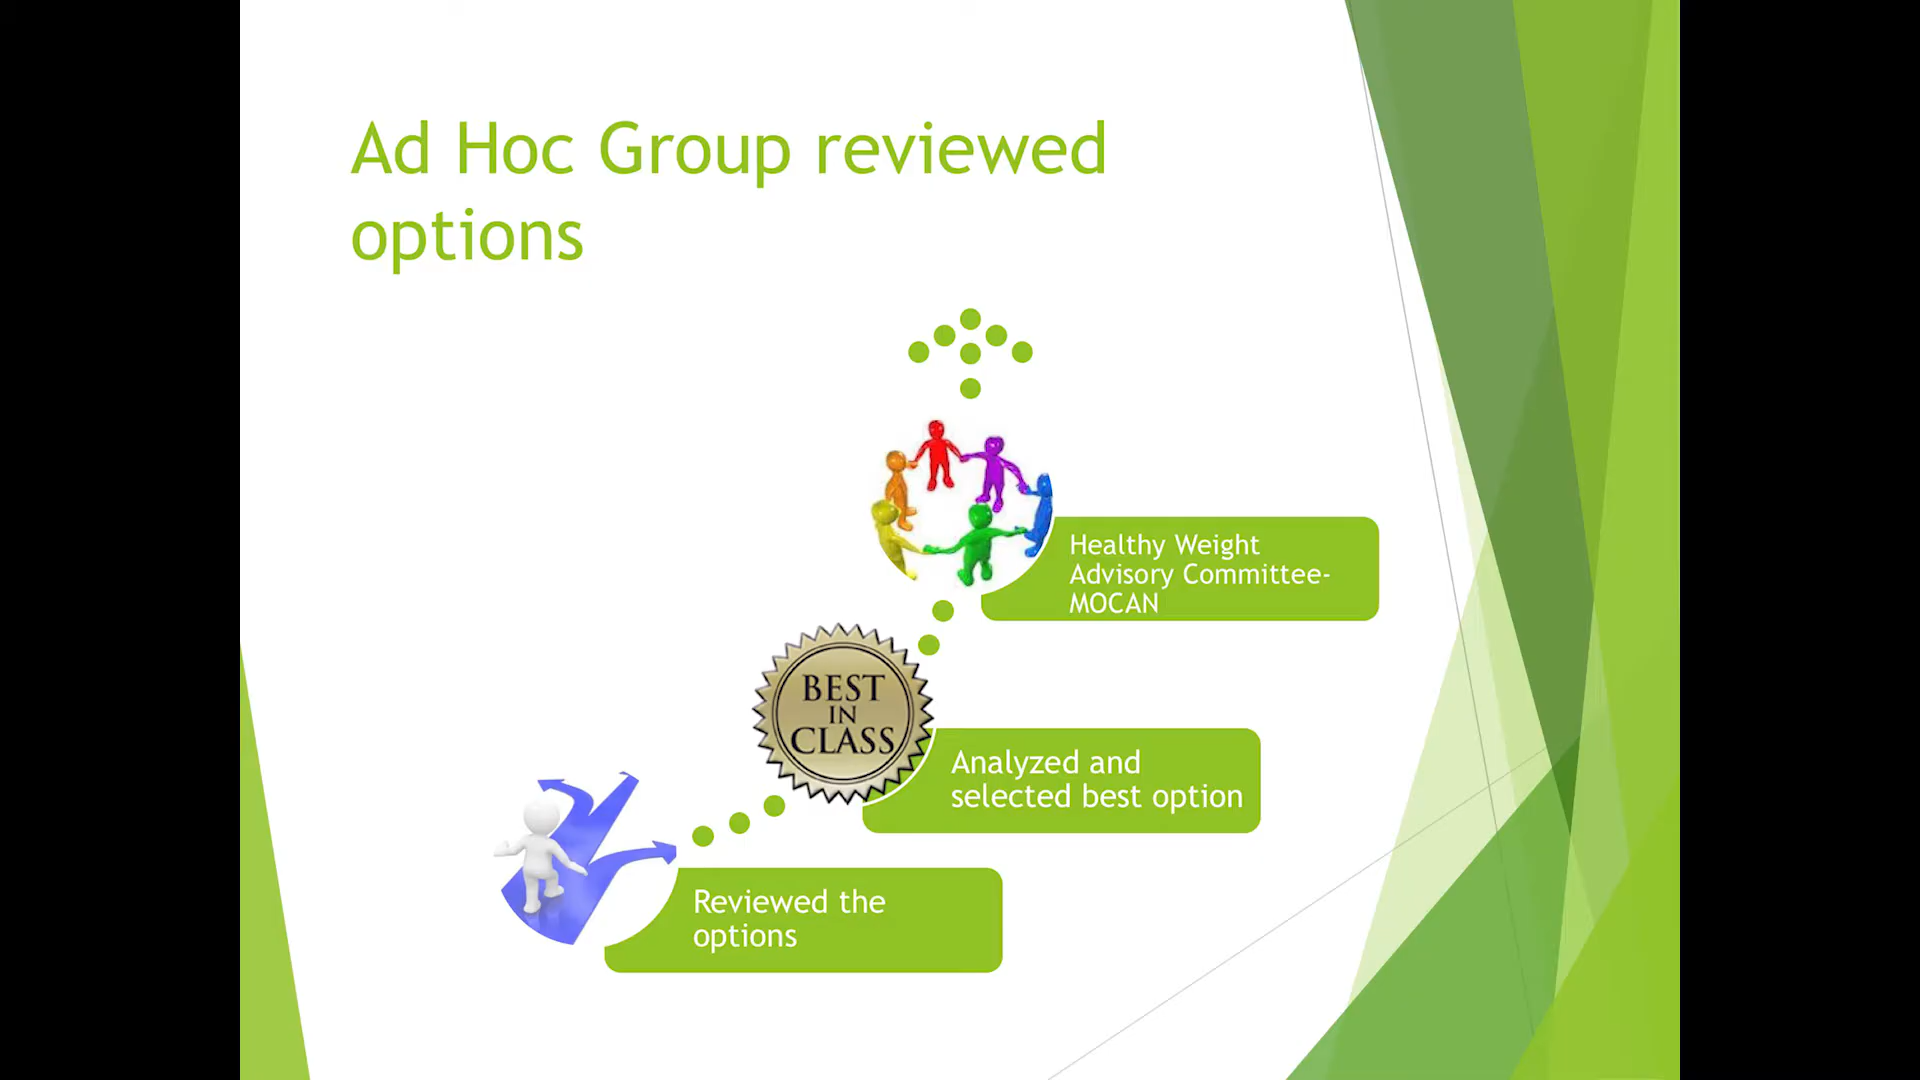 Ad Hoc Group reviewed
options
Healthy Weight
Advisory Committee-
MOCAN
BEST
IN
CLASS
Analyzed and
selected best option
Reviewed the
options